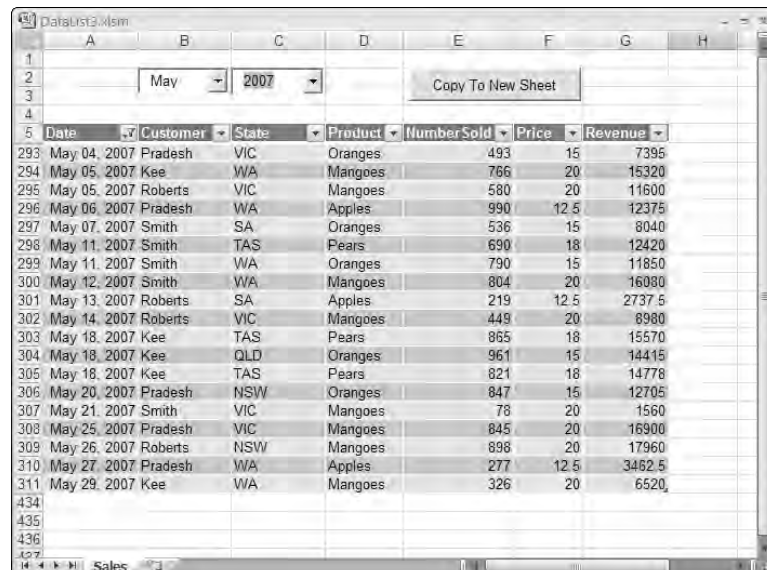 DataList3.xlsm
A B C D E F G H
1
2 May 2007 Copy To New Sheet
3
4
5 Date Customer State Product NumberSold Price Revenue
293 May 04, 2007 Pradesh VIC Oranges 493 15 7395
294 May 05, 2007 Kee WA Mangoes 766 20 15320
295 May 05, 2007 Roberts VIC Mangoes 580 20 11600
296 May 06, 2007 Pradesh WA Apples 990 12.5 12375
297 May 07, 2007 Smith SA Oranges 536 15 8040
298 May 11, 2007 Smith TAS Pears 690 18 12420
299 May 11, 2007 Smith WA Oranges 790 15 11850
300 May 12, 2007 Smith WA Mangoes 804 20 16080
301 May 13, 2007 Roberts SA Apples 219 12.5 2737.5
302 May 14, 2007 Roberts VIC Mangoes 449 20 8980
303 May 18, 2007 Kee TAS Pears 865 18 15570
304 May 18, 2007 Kee QLD Oranges 961 15 14415
305 May 18, 2007 Kee TAS Pears 821 18 14778
306 May 20, 2007 Pradesh NSW Oranges 847 15 12705
307 May 21, 2007 Smith VIC Mangoes 78 20 1560
308 May 25, 2007 Pradesh VIC Mangoes 845 20 16900
309 May 26, 2007 Roberts NSW Mangoes 898 20 17960
310 May 27, 2007 Pradesh WA Apples 277 12.5 3462.5
311 May 29, 2007 Kee WA Mangoes 326 20 6520
434
435
436
437
Sales